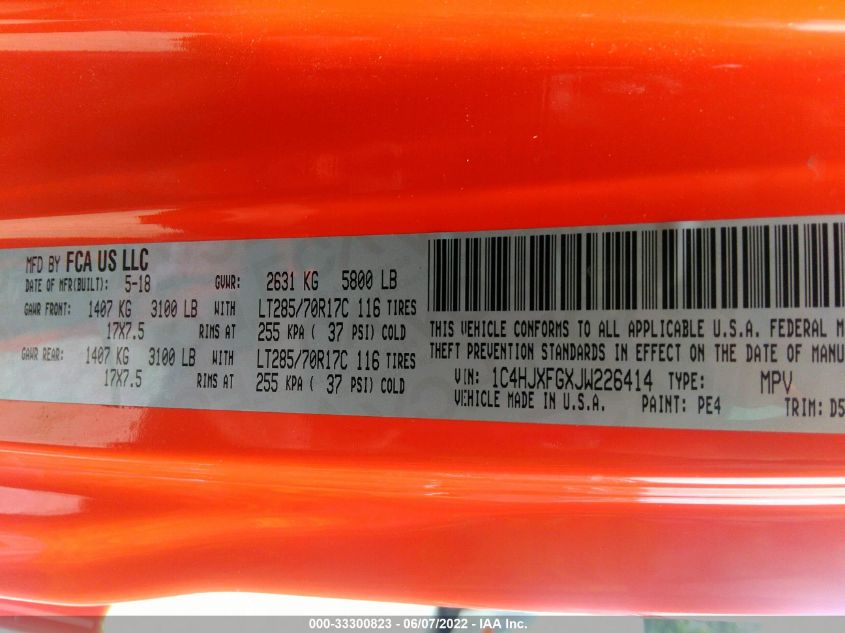 MFD BY FCA US LLC
DATE OF MFR(BUILT): 5-18 GVWR: 2631 KG 5800 LB
GAWR FRONT: 1407 KG 3100 LB WITH LT285/70R17C 116 TIRES
17X7.5 RIMS AT 255 KPA ( 37 PSI) COLD
GAWR REAR: 1407 KG 3100 LB WITH LT285/70R17C 116 TIRES
17X7.5 RIMS AT 255 KPA ( 37 PSI) COLD
THIS VEHICLE CONFORMS TO ALL APPLICABLE U.S.A. FEDERAL M
THEFT PREVENTION STANDARDS IN EFFECT ON THE DATE OF MANU
VIN: 1C4HJXFGXJW226414 TYPE: MPV
VEHICLE MADE IN U.S.A. PAINT: PE4 TRIM: D5
000-33300823 - 06/07/2022 - IAA Inc.